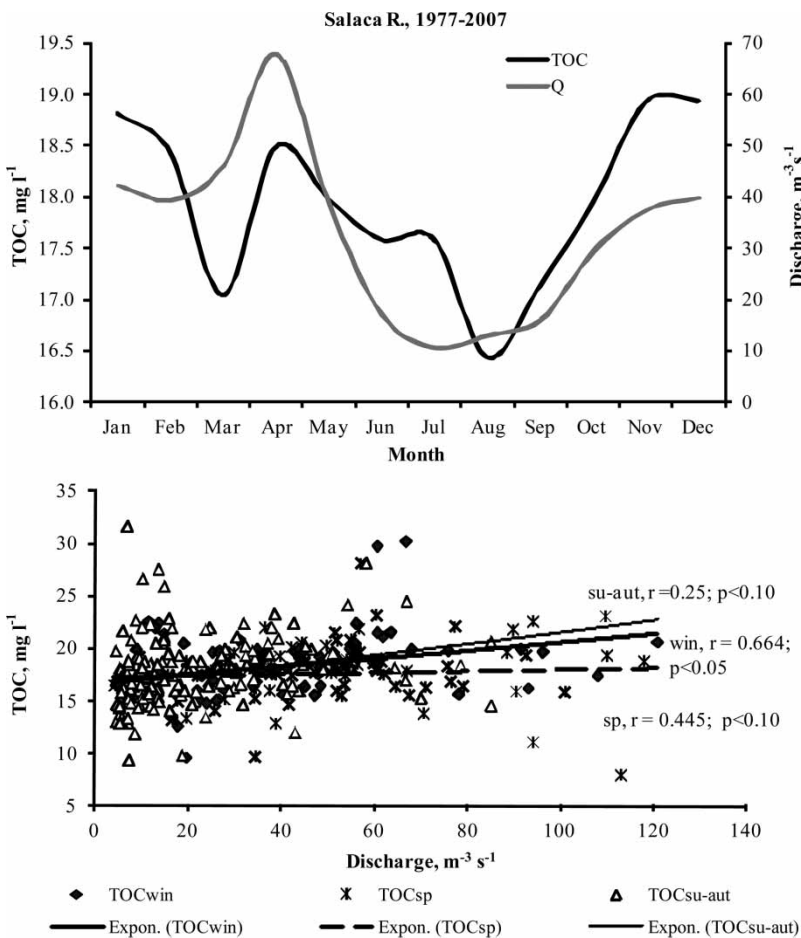 Salaca R., 1977-2007
TOC
Q
TOC, mg l-1
Discharge, m-3 s-1
19.5
19.0
18.5
18.0
17.5
17.0
16.5
16.0
70
60
50
40
30
20
10
0
Jan Feb Mar Apr May Jun Jul Aug Sep Oct Nov Dec
Month
TOC, mg l-1
35
30
25
20
15
10
5
su-aut, r=0.25; p<0.10
win, r = 0.664;
p<0.05
sp, r = 0.445; p<0.10
0 20 40 60 80 100 120 140
Discharge, m-3 s-1
TOCwin TOCsp TOCsu-aut
Expon. (TOCwin) Expon. (TOCsp) Expon. (TOCsu-aut)